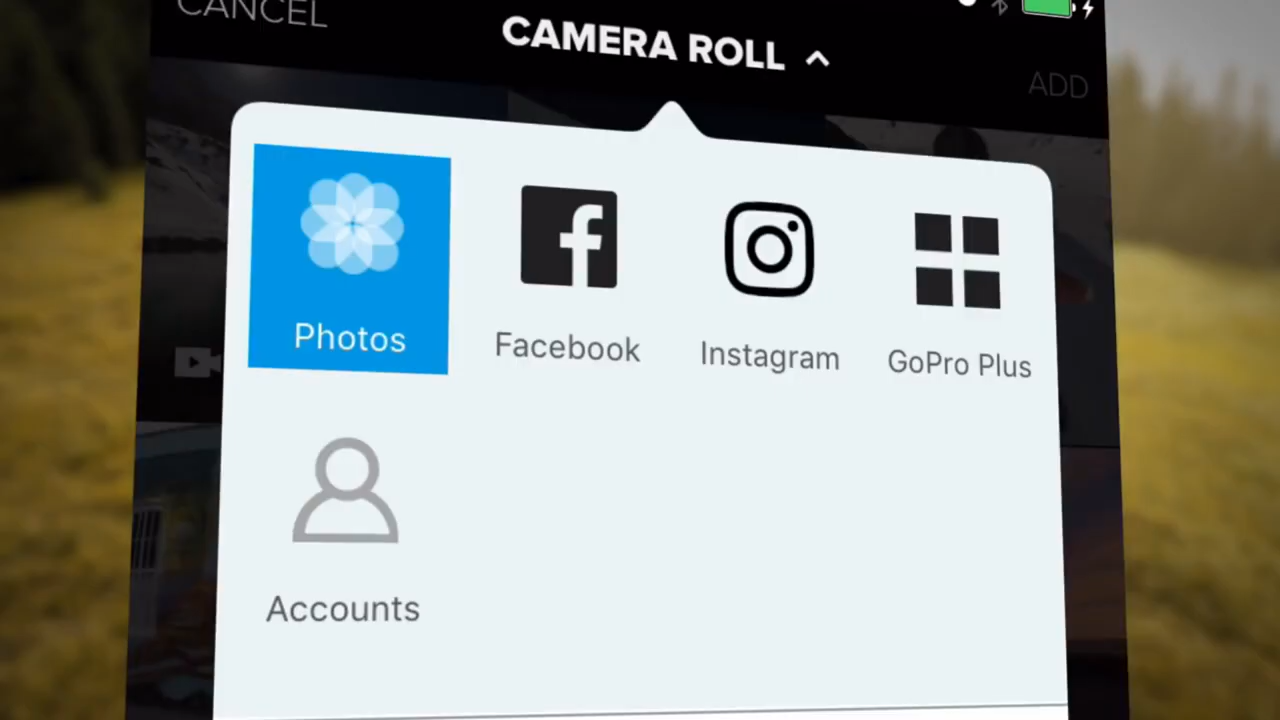 CANCEL
CAMERA ROLL
ADD
Photos
Facebook
Instagram
GoPro Plus
Accounts